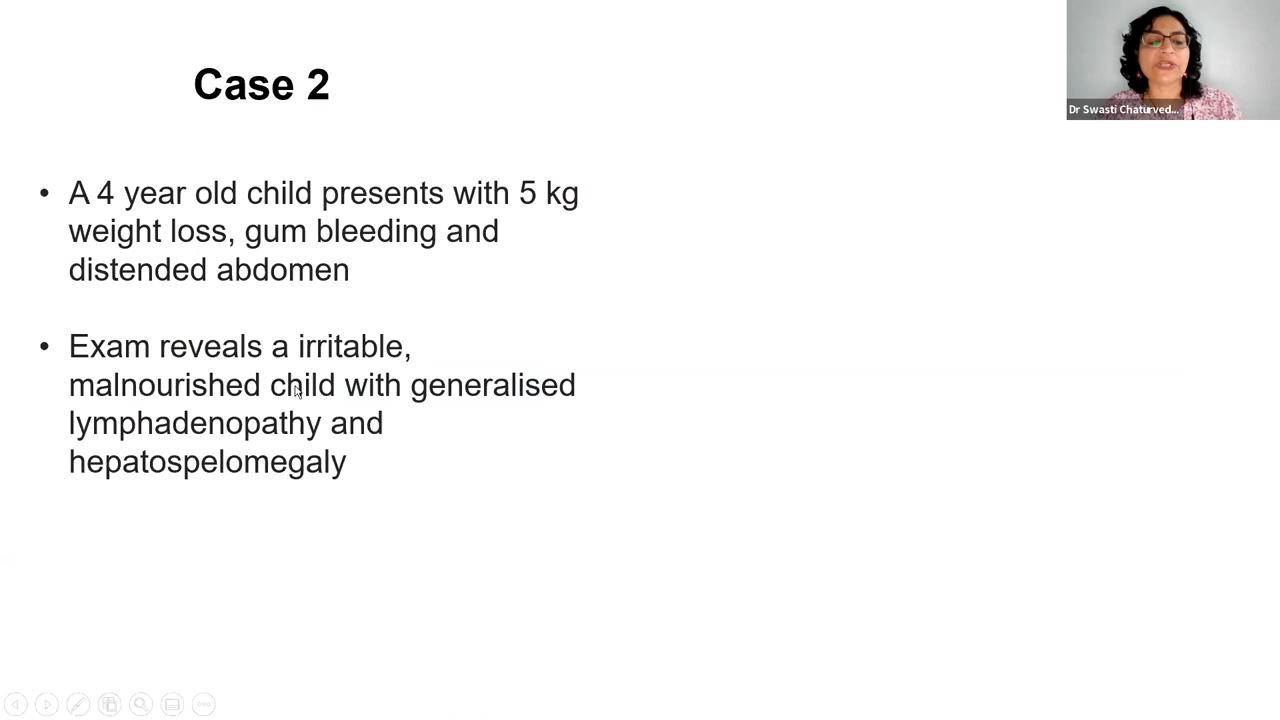 Case 2
Dr Swasti Chaturved...
• A 4 year old child presents with 5 kg
weight loss, gum bleeding and
distended abdomen
• Exam reveals a irritable,
malnourished child with generalised
lymphadenopathy and
hepatospelomegaly